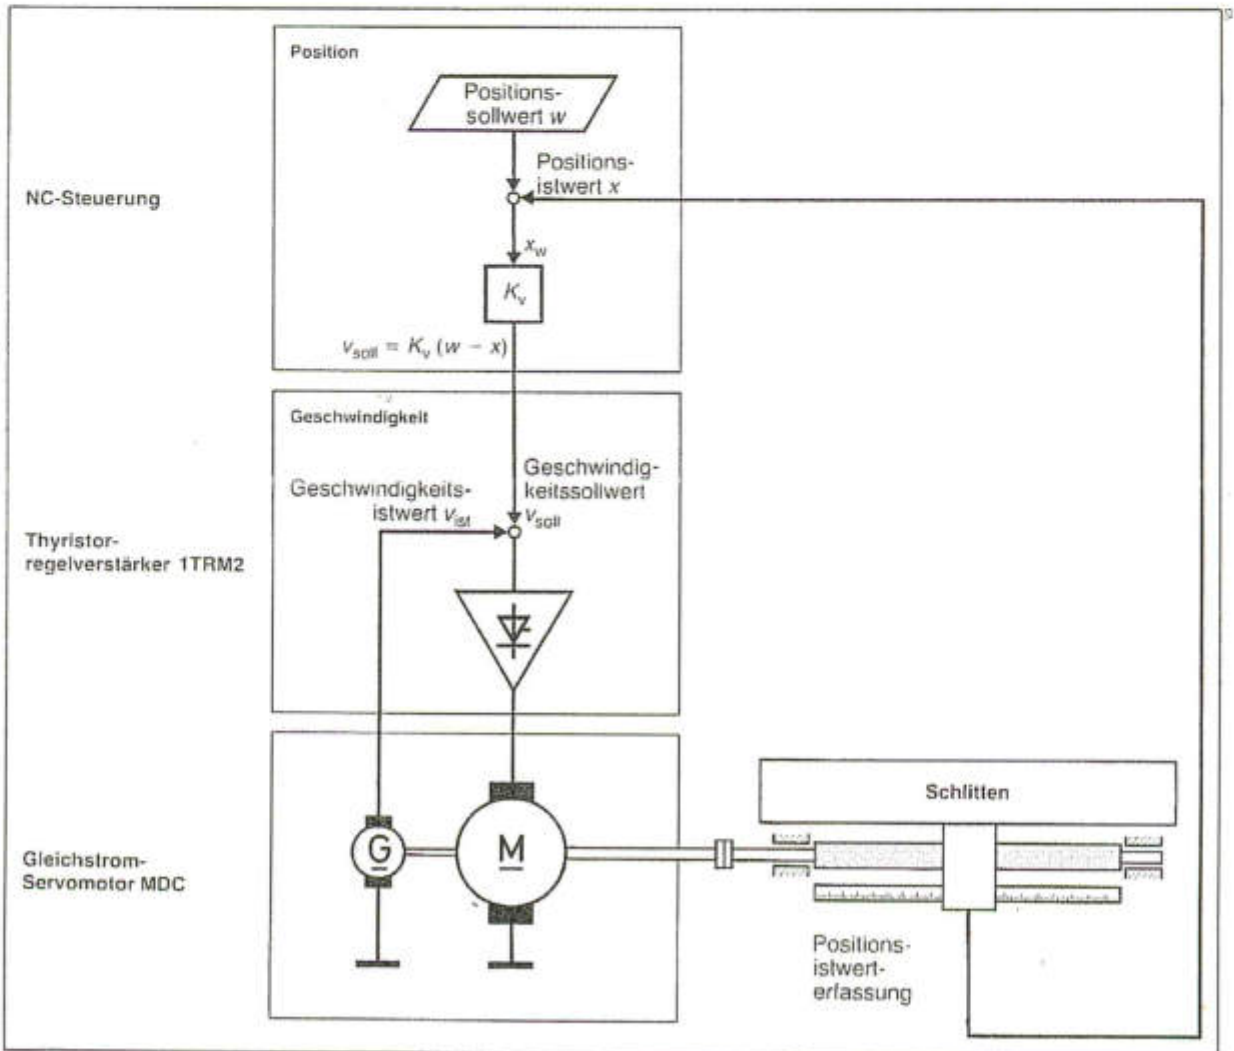 Position
Positions-
sollwert w
Positions-
istwert x
NC-Steuerung
x_w
K_v
v_soll = K_v (w − x)
Geschwindigkeit
Geschwindig-
keitssollwert
v_soll
Geschwindigkeits-
istwert v_ist
Thyristor-
regelverstärker 1TRM2
Schlitten
G
M
Gleichstrom-
Servomotor MDC
Positions-
istwert-
erfassung